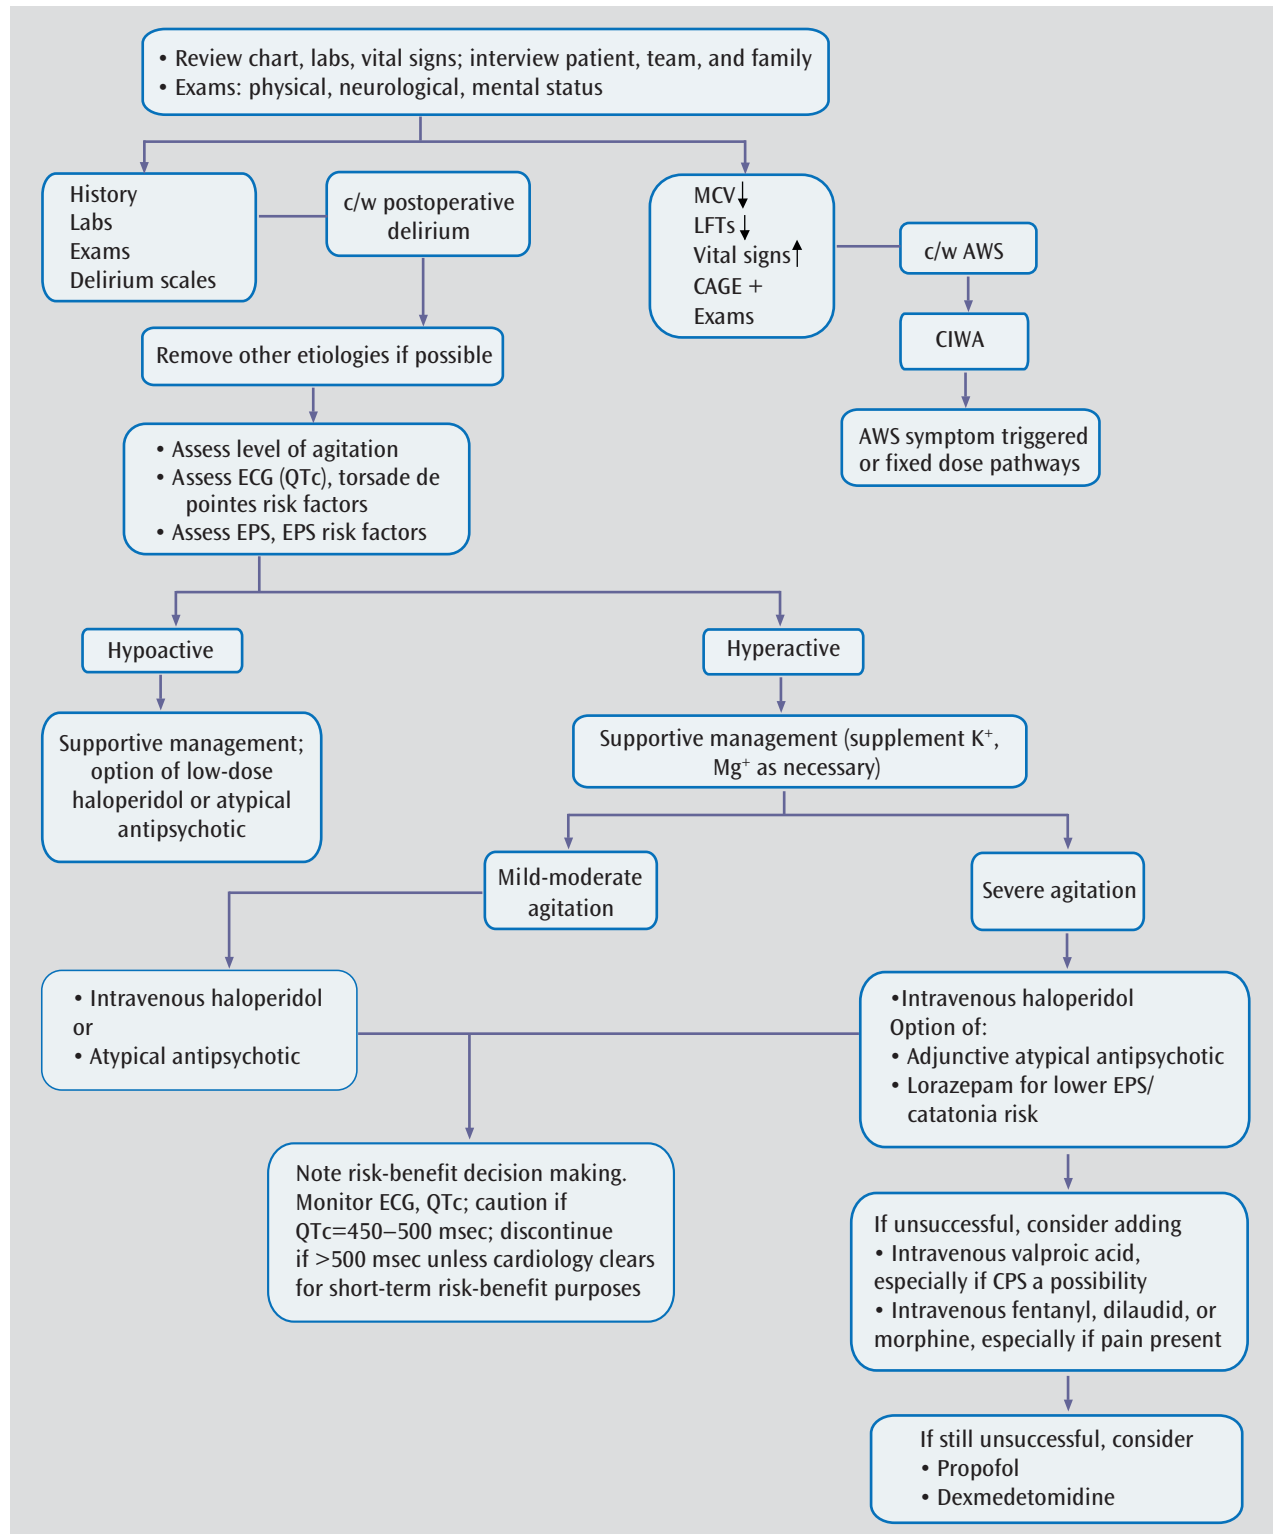 • Review chart, labs, vital signs; interview patient, team, and family
• Exams: physical, neurological, mental status
History
Labs
Exams
Delirium scales
c/w postoperative
delirium
MCV↓
LFTs↓
Vital signs↑
CAGE +
Exams
c/w AWS
CIWA
AWS symptom triggered
or fixed dose pathways
Remove other etiologies if possible
• Assess level of agitation
• Assess ECG (QTc), torsade de
pointes risk factors
• Assess EPS, EPS risk factors
Hypoactive
Hyperactive
Supportive management;
option of low-dose
haloperidol or atypical
antipsychotic
Supportive management (supplement K⁺,
Mg⁺ as necessary)
Mild-moderate
agitation
Severe agitation
• Intravenous haloperidol
or
• Atypical antipsychotic
•Intravenous haloperidol
Option of:
• Adjunctive atypical antipsychotic
• Lorazepam for lower EPS/
catatonia risk
Note risk-benefit decision making.
Monitor ECG, QTc; caution if
QTc=450–500 msec; discontinue
if >500 msec unless cardiology clears
for short-term risk-benefit purposes
If unsuccessful, consider adding
• Intravenous valproic acid,
especially if CPS a possibility
• Intravenous fentanyl, dilaudid, or
morphine, especially if pain present
If still unsuccessful, consider
• Propofol
• Dexmedetomidine